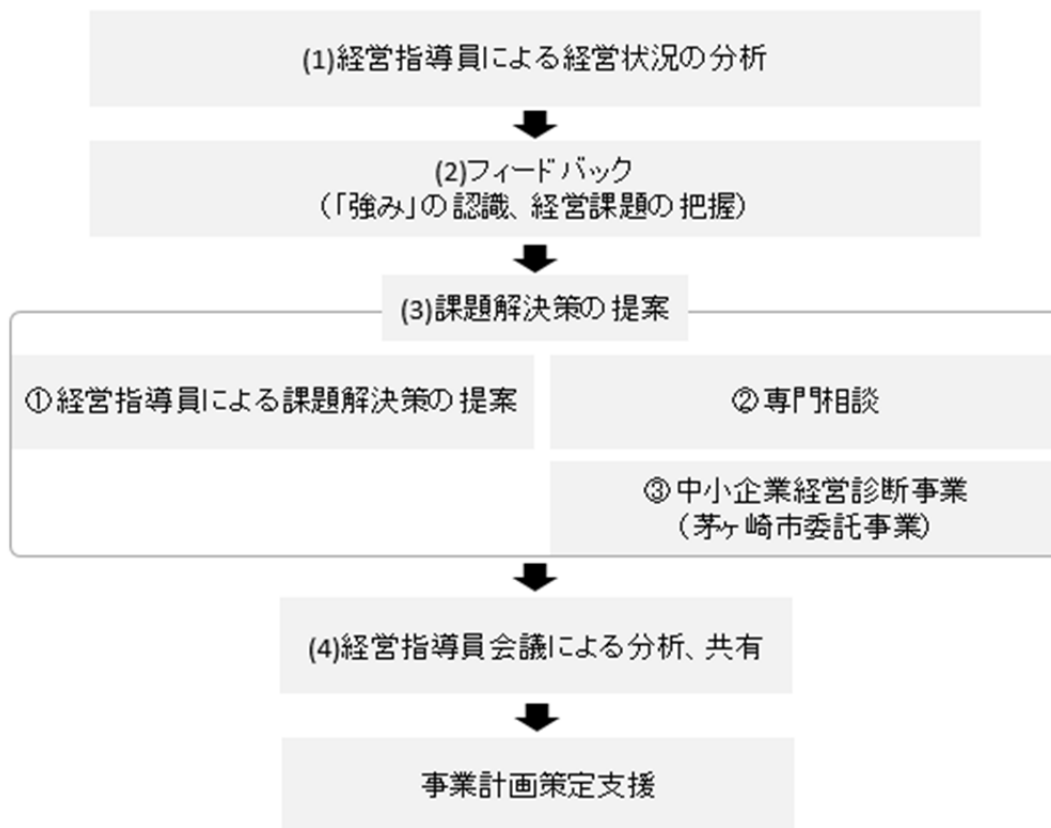 (1)経営指導員による経営状況の分析
(2)フィードバック
(「強み」の認識、経営課題の把握)
(3)課題解決策の提案
①経営指導員による課題解決策の提案
②専門相談
③中小企業経営診断事業
(茅ヶ崎市委託事業)
(4)経営指導員会議による分析、共有
事業計画策定支援